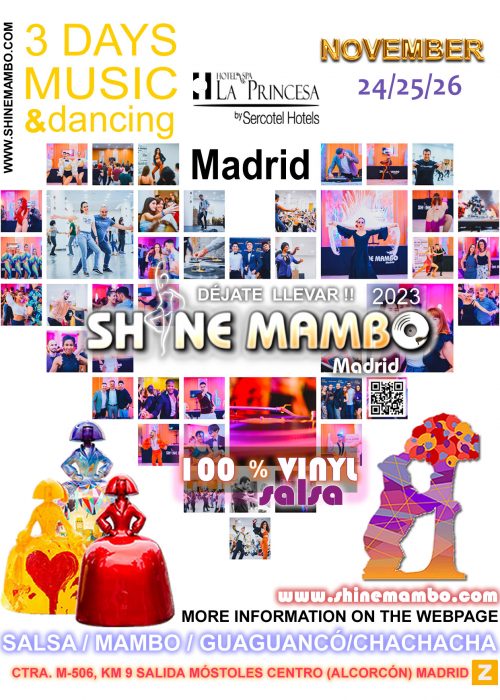 WWW.SHINEMAMBO.COM
3 DAYS
MUSIC
&dancing
HOTEL & SPA
LA PRINCESA
by Sercotel Hotels
NOVEMBER
24/25/26
Madrid
DÉJATE LLEVAR !! 2023
SHINE MAMBO
Madrid
100 % VINYL
salsa
www.shinemambo.com
MORE INFORMATION ON THE WEBPAGE
SALSA / MAMBO / GUAGUANCÓ/CHACHACHA
CTRA. M-506, KM 9 SALIDA MÓSTOLES CENTRO (ALCORCÓN) MADRID Z